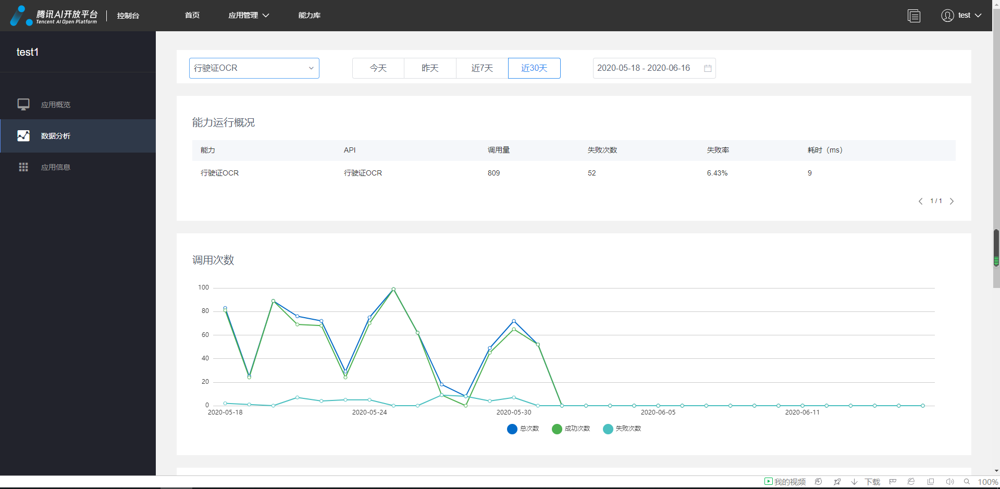 腾讯AI开放平台
Tencent AI Open Platform
控制台
首页
应用管理
能力库
test
test1
应用概览
数据分析
应用信息
行驶证OCR
今天
昨天
近7天
近30天
2020-05-18 - 2020-06-16
能力运行概况
能力 API 调用量 失败次数 失败率 耗时（ms）
行驶证OCR 行驶证OCR 809 52 6.43% 9
1 / 1
调用次数
100
80
60
40
20
0
2020-05-18 2020-05-24 2020-05-30 2020-06-05 2020-06-11
总次数 成功次数 失败次数
我的视频 下载 100%